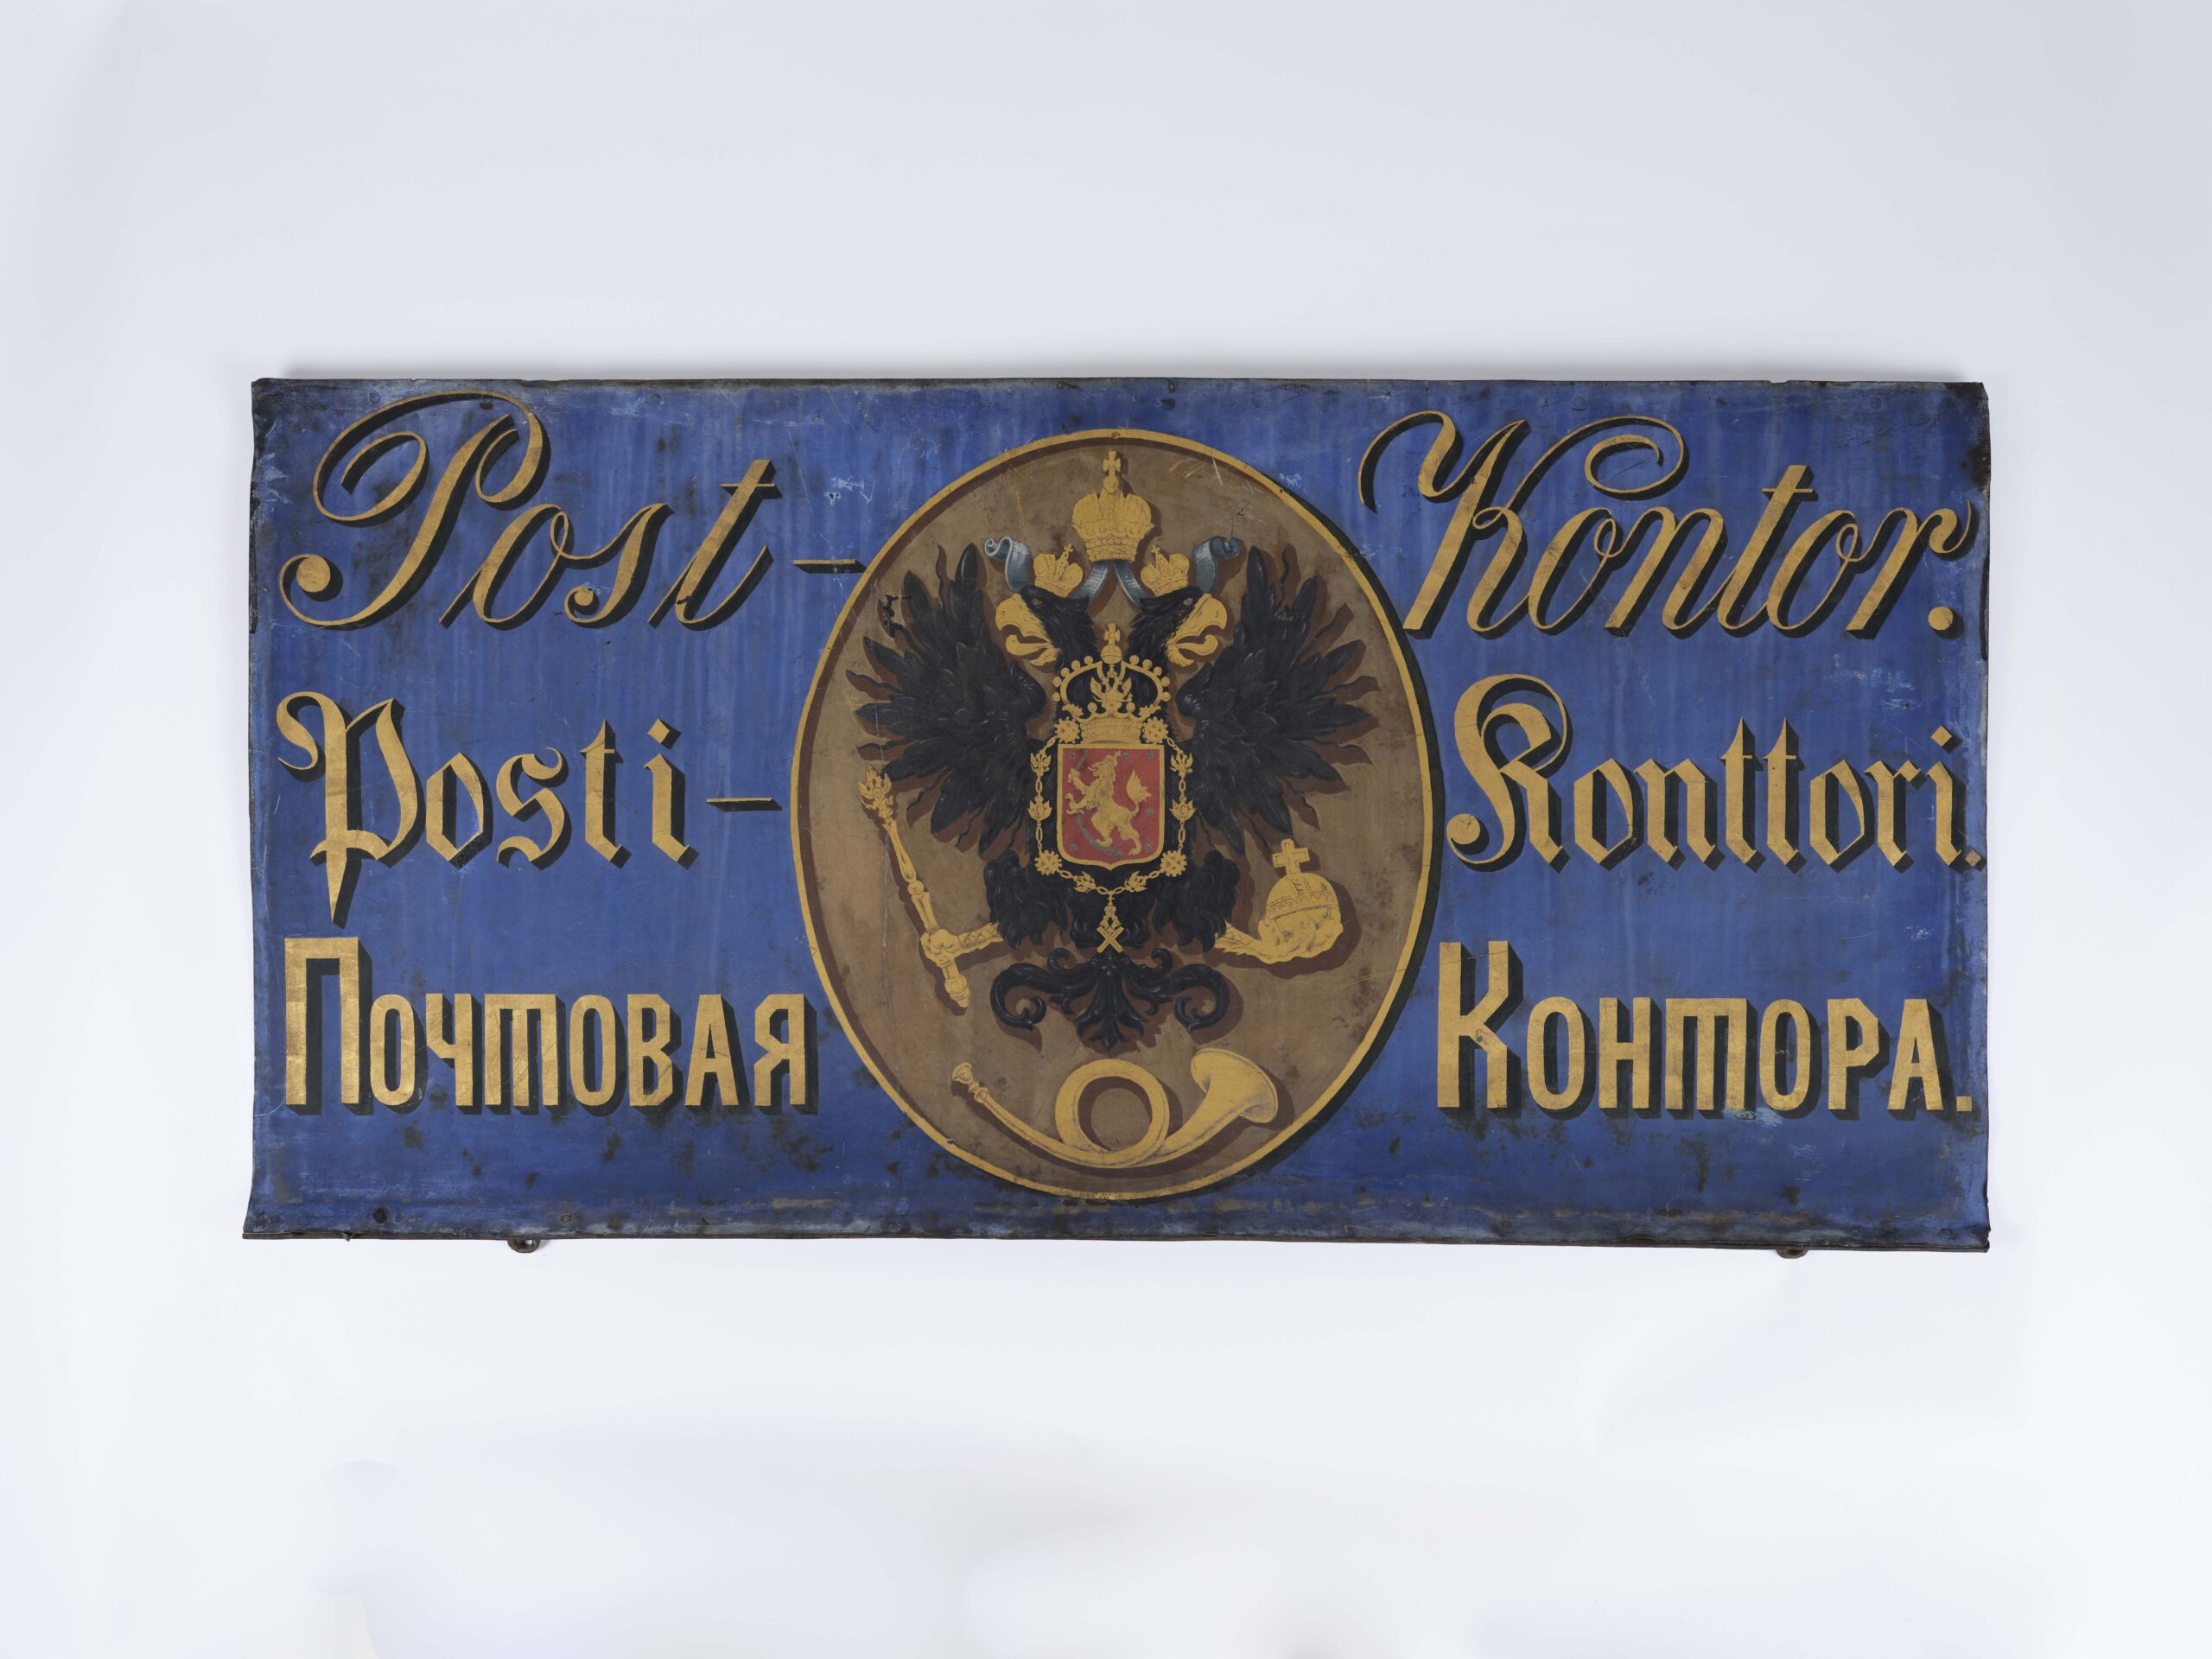 Post- Kontor.
Posti- Konttori.
Почтовая Контора.